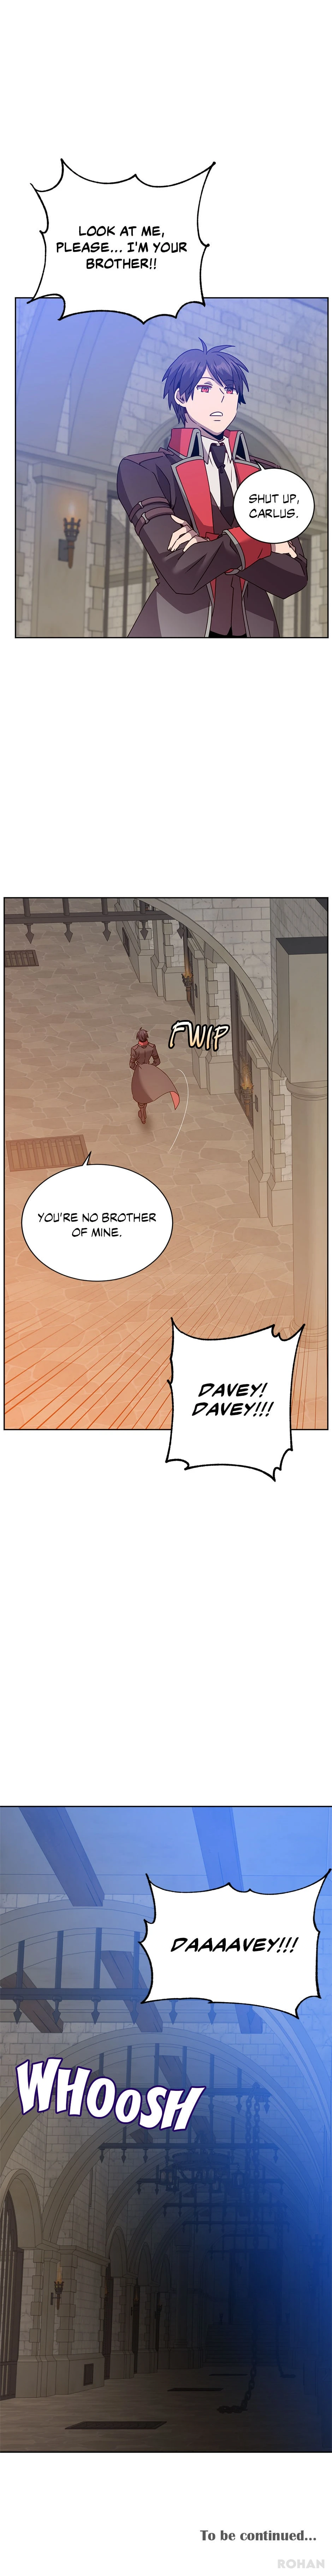 LOOK AT ME,
PLEASE... I'M YOUR
BROTHER!!
SHUT UP,
CARLUS.
FWIP
YOU'RE NO BROTHER
OF MINE.
DAVEY!
DAVEY!!!
DAAAAVEY!!!
WHOOSH
To be continued...
ROHAN